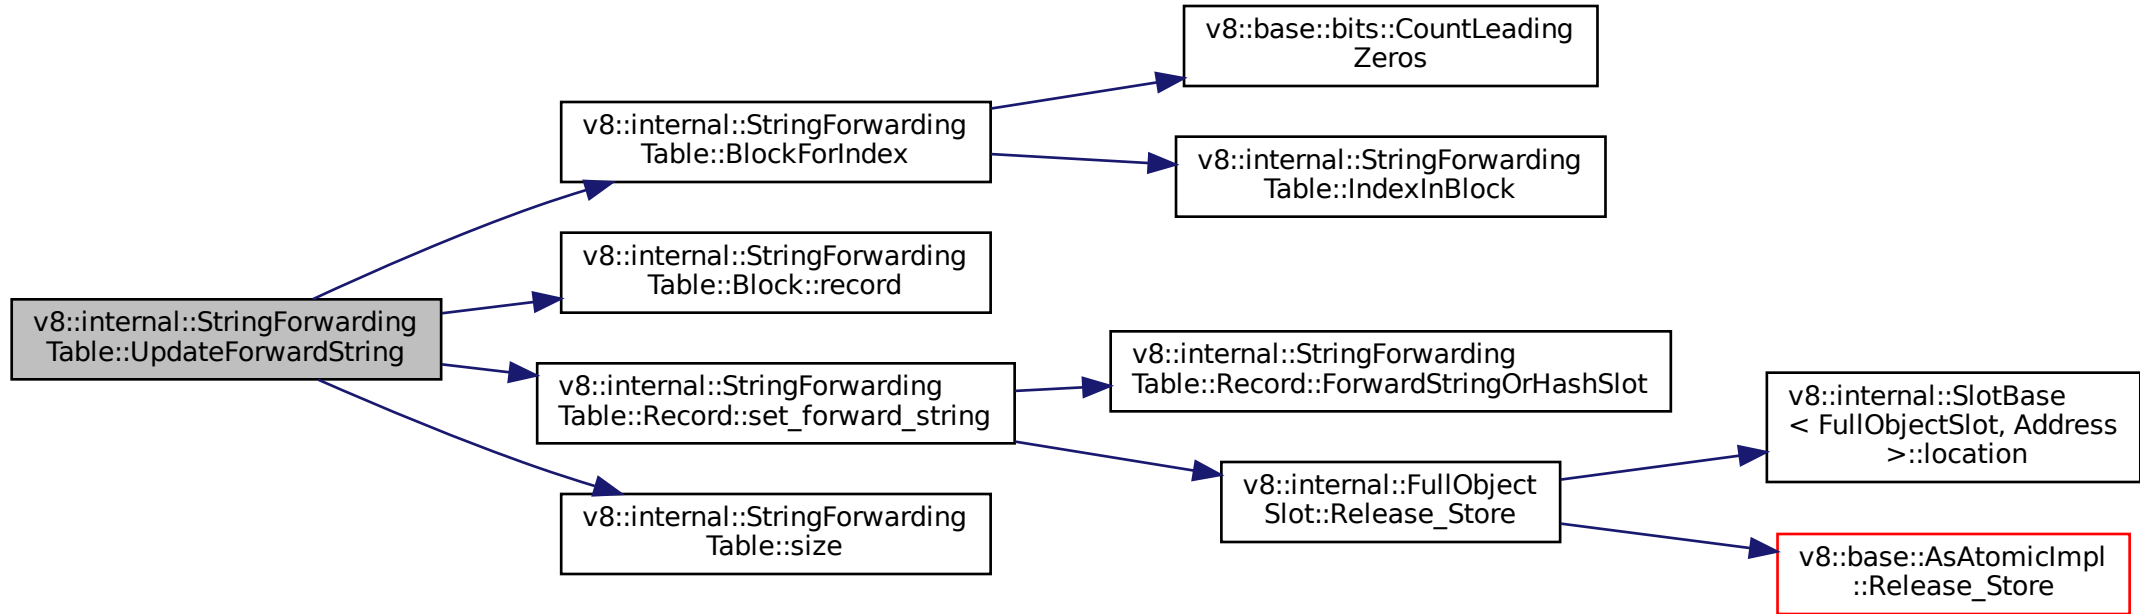 v8::internal::StringForwarding
Table::UpdateForwardString
v8::internal::StringForwarding
Table::BlockForIndex
v8::base::bits::CountLeading
Zeros
v8::internal::StringForwarding
Table::IndexInBlock
v8::internal::StringForwarding
Table::Block::record
v8::internal::StringForwarding
Table::Record::set_forward_string
v8::internal::StringForwarding
Table::Record::ForwardStringOrHashSlot
v8::internal::FullObject
Slot::Release_Store
v8::internal::SlotBase
< FullObjectSlot, Address
>::location
v8::base::AsAtomicImpl
::Release_Store
v8::internal::StringForwarding
Table::size